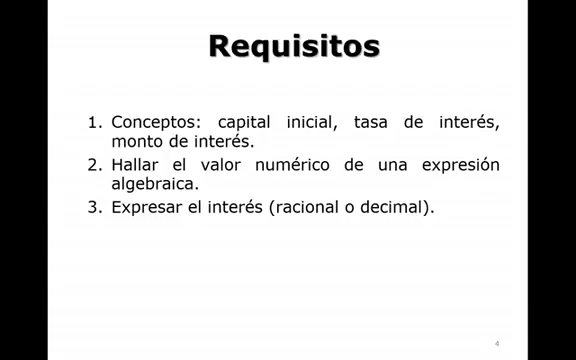 Requisitos
1. Conceptos: capital inicial, tasa de interés,
monto de interés.
2. Hallar el valor numérico de una expresión
algebraica.
3. Expresar el interés (racional o decimal).
4